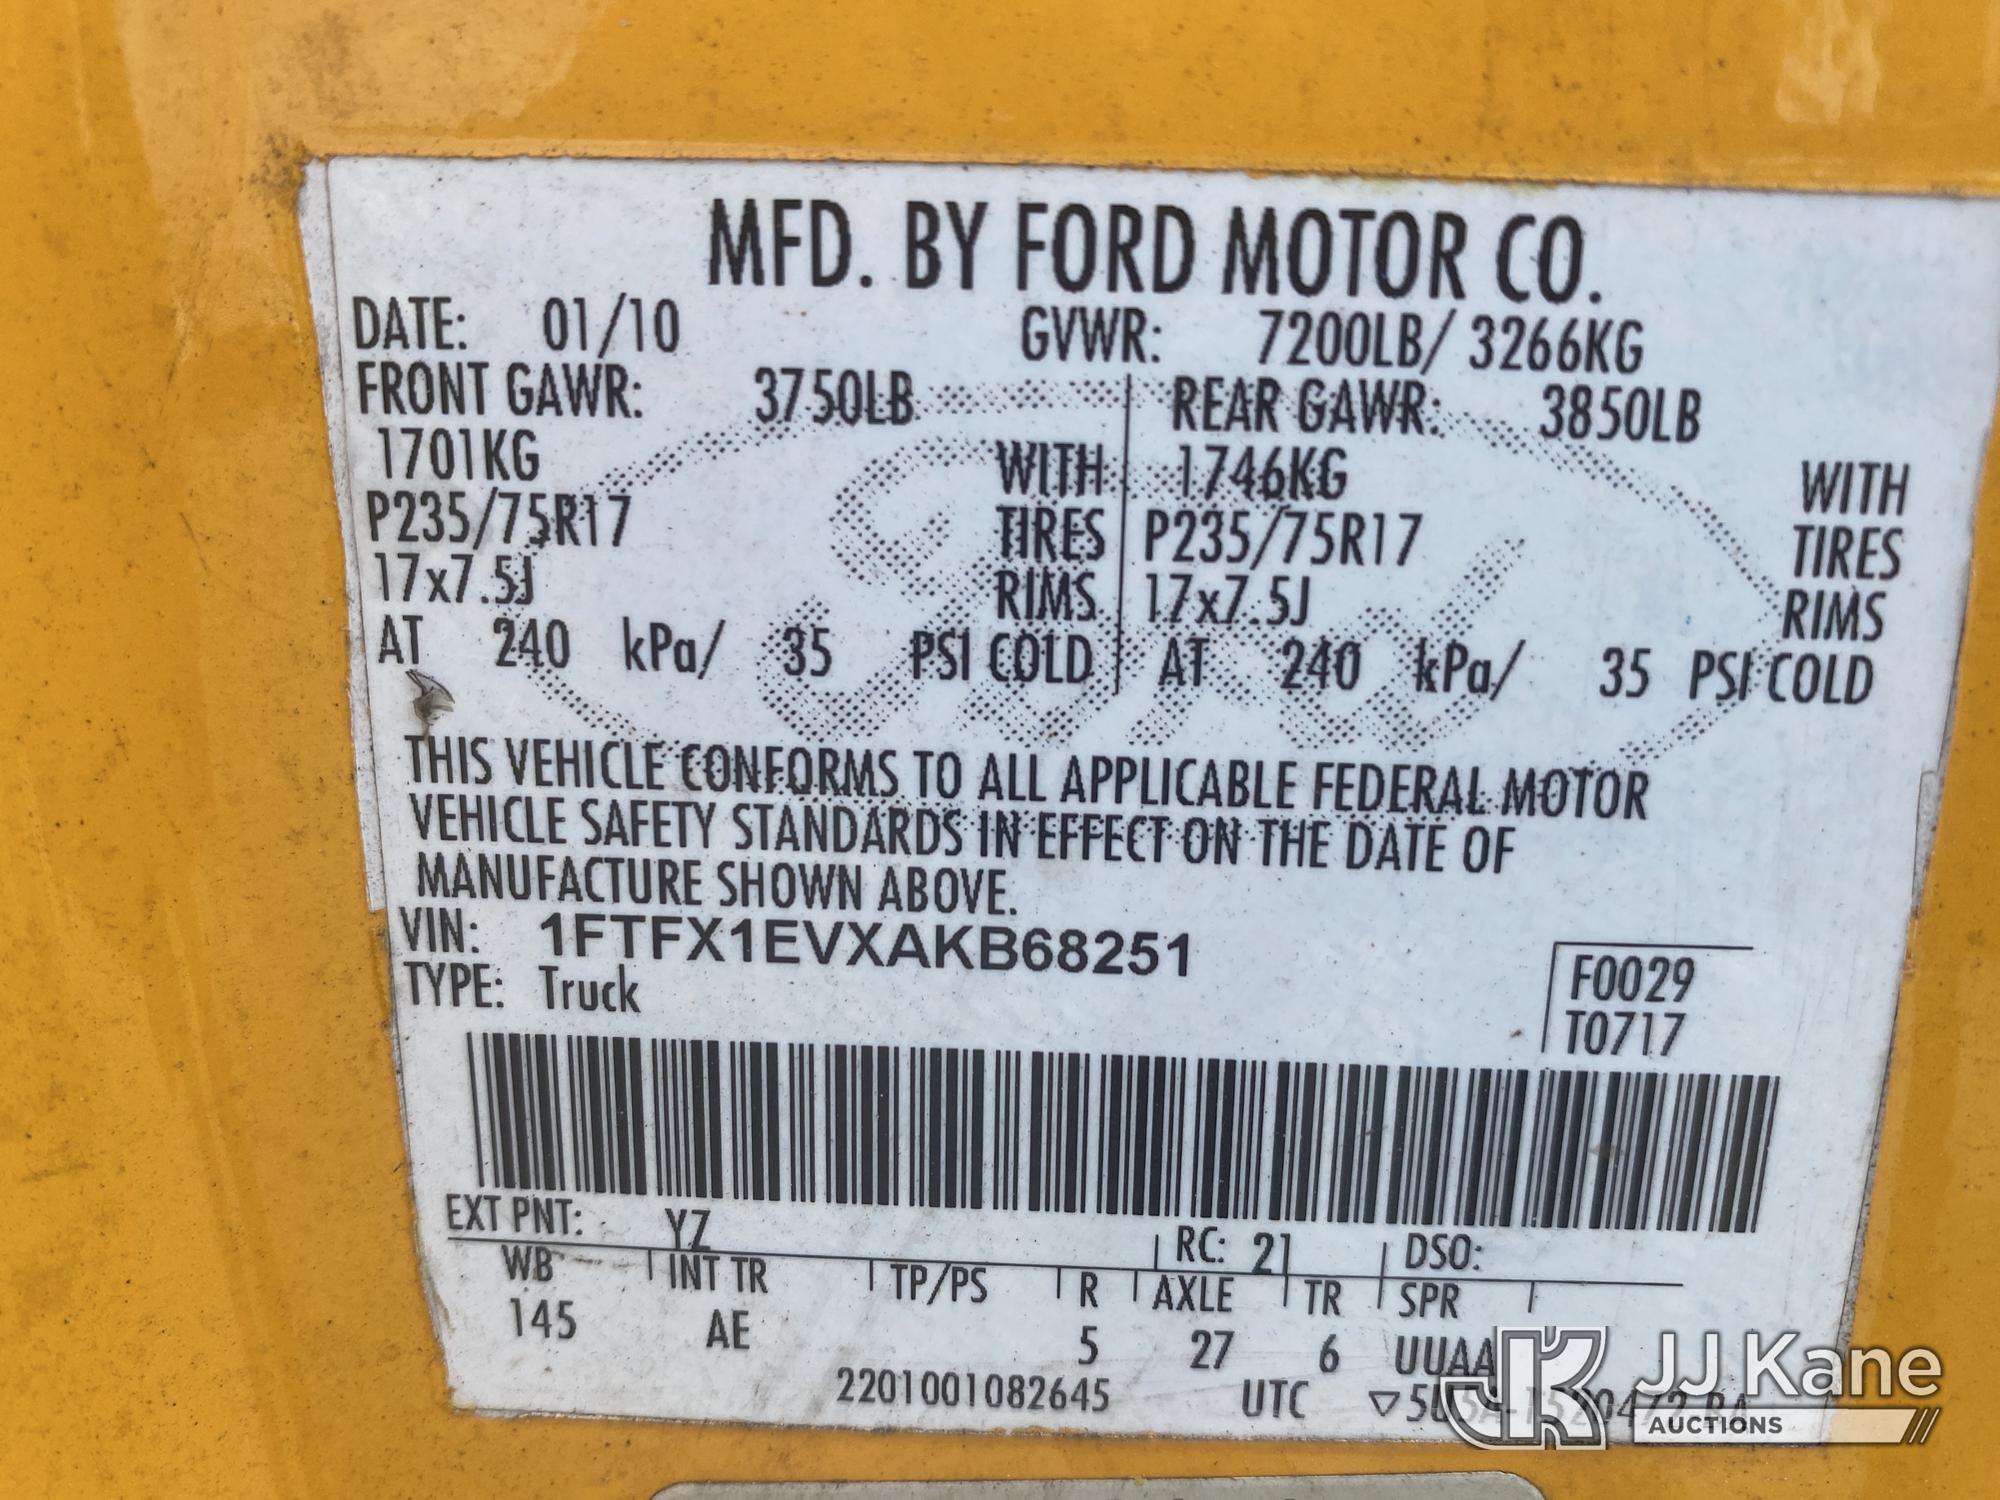 MFD. BY FORD MOTOR CO.
DATE: 01/10 GVWR: 7200LB/ 3266KG
FRONT GAWR: 3750LB REAR GAWR: 3850LB
1701KG WITH 1746KG WITH
P235/75R17 TIRES P235/75R17 TIRES
17x7.5J RIMS 17x7.5J RIMS
AT 240 kPa/ 35 PSI COLD AT 240 kPa/ 35 PSI COLD
THIS VEHICLE CONFORMS TO ALL APPLICABLE FEDERAL MOTOR
VEHICLE SAFETY STANDARDS IN EFFECT ON THE DATE OF
MANUFACTURE SHOWN ABOVE.
VIN: 1FTFX1EVXAKB68251
TYPE: Truck
F0029
T0717
EXT PNT: YZ RC: 21 DSO:
WB INT TR TP/PS R AXLE TR SPR
145 AE 5 27 6 UUAA
2201001082645 UTC
JJ Kane
AUCTIONS